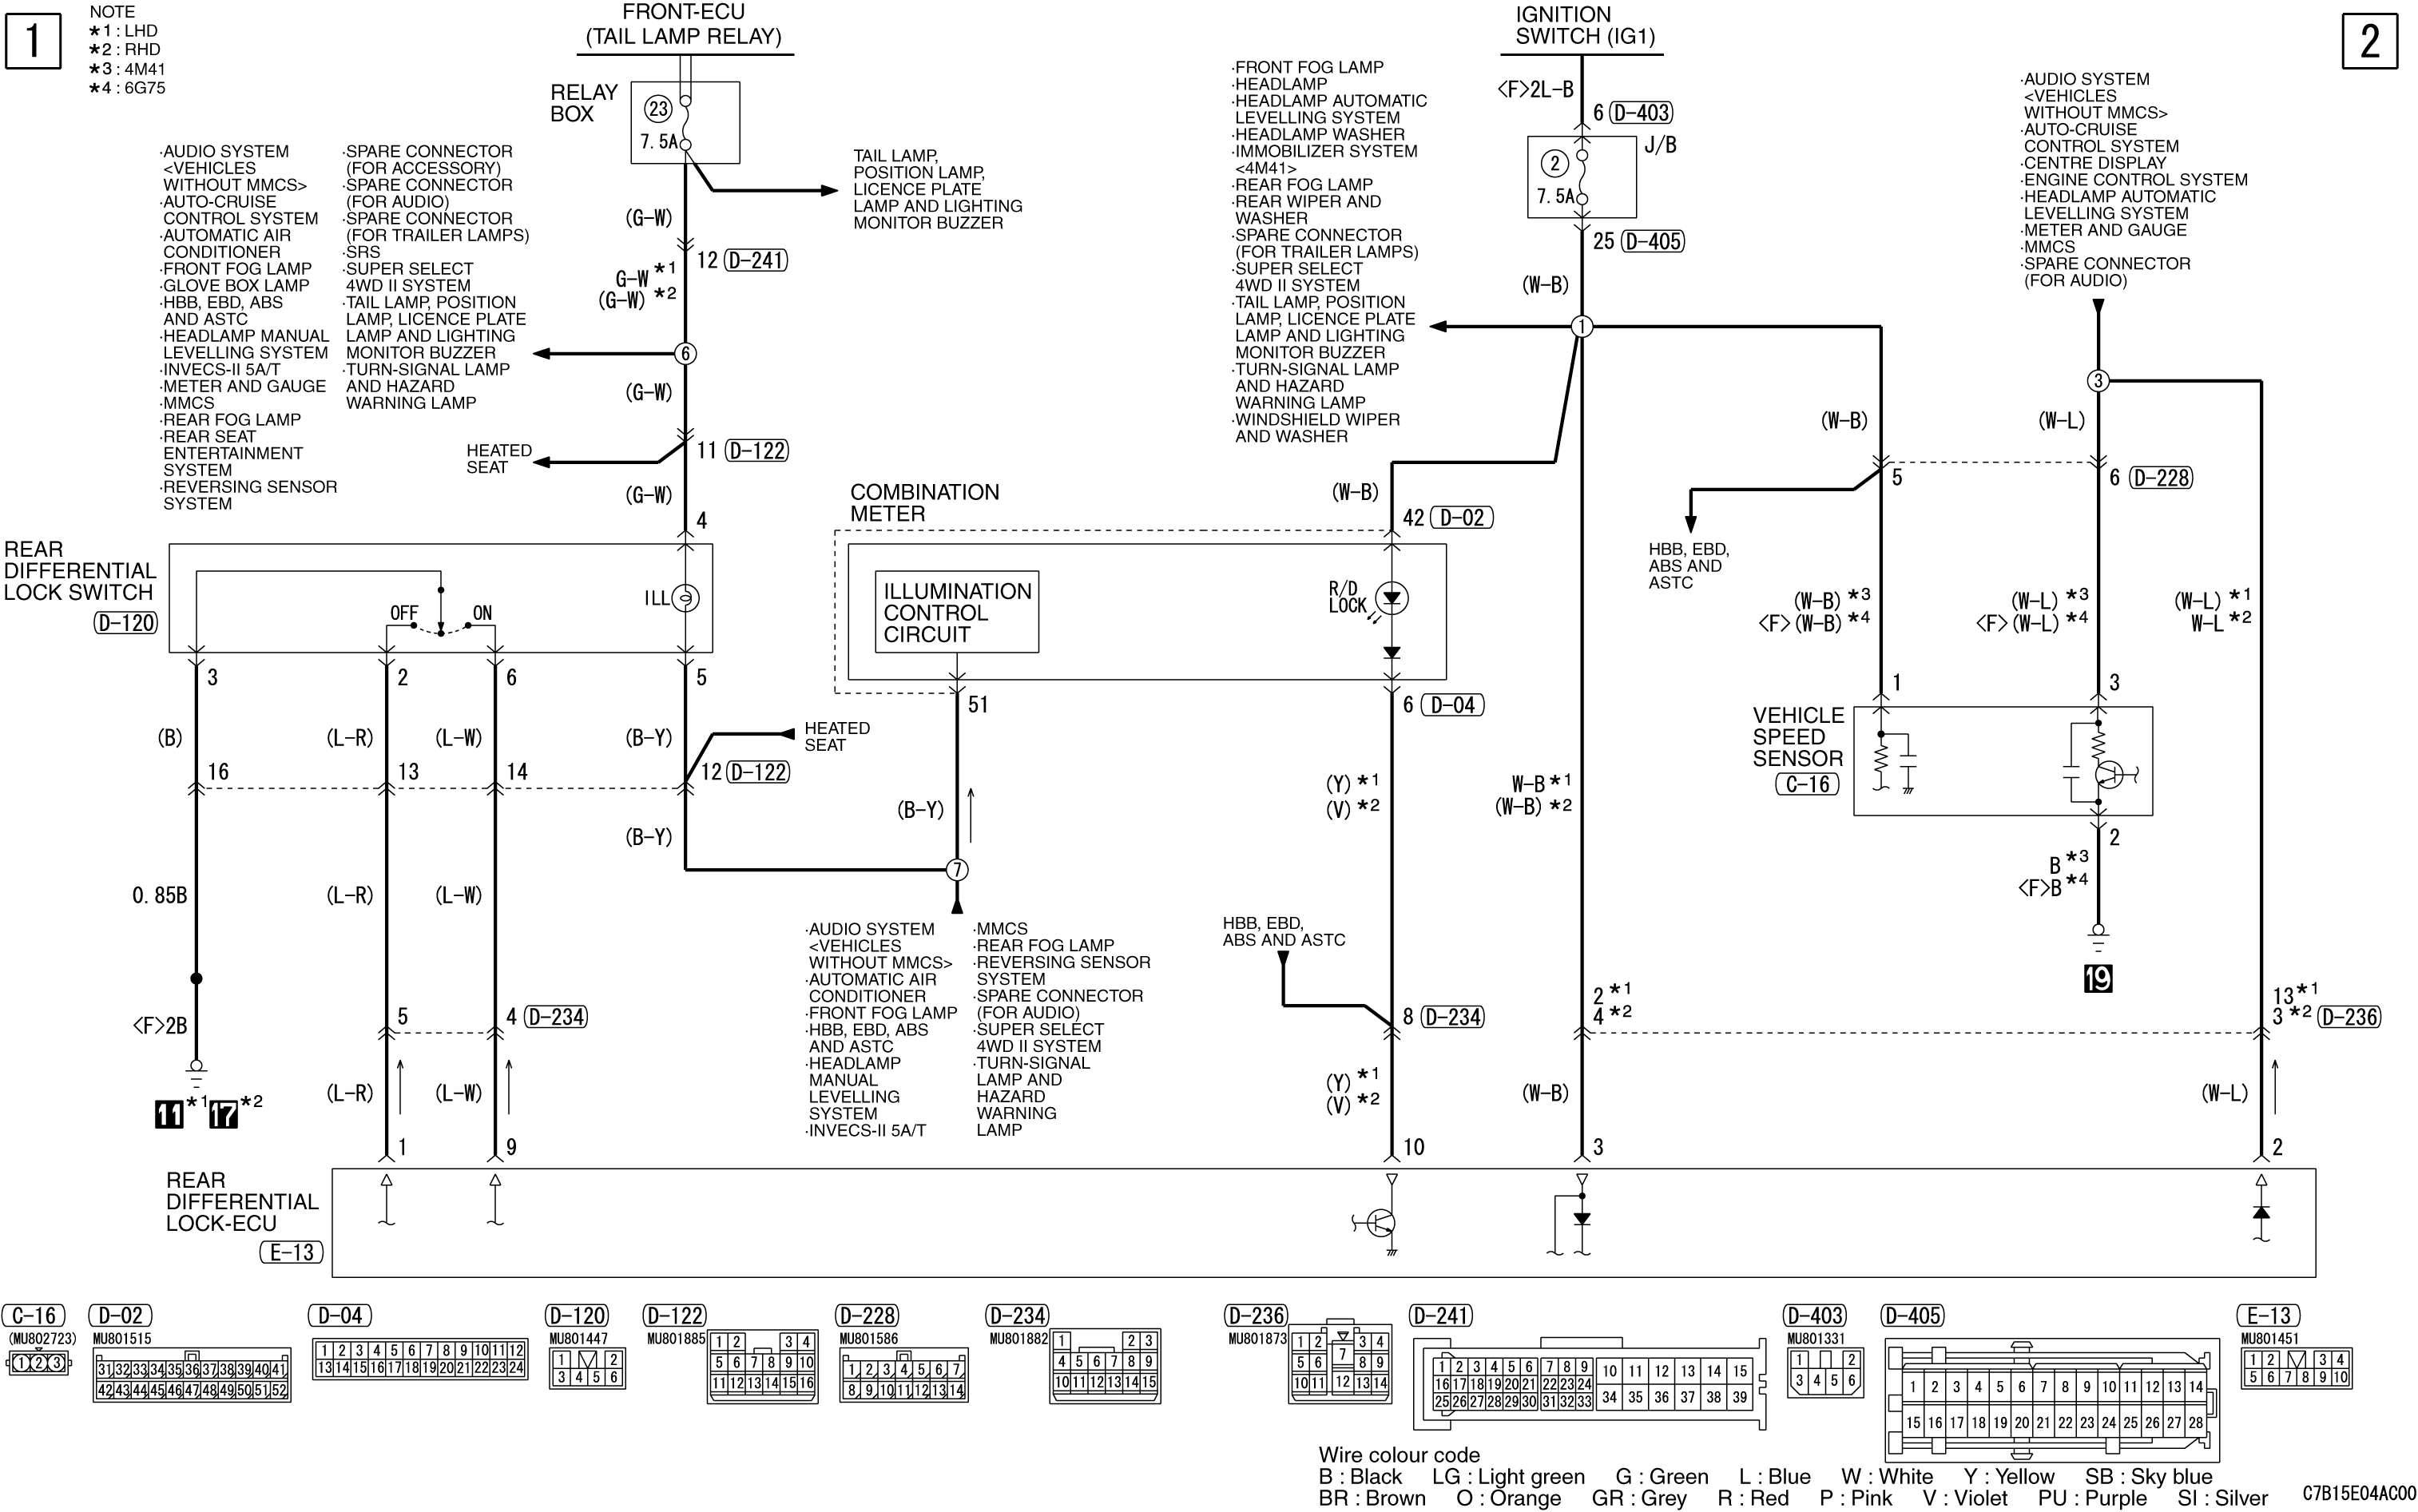 1
NOTE
*1 : LHD
*2 : RHD
*3 : 4M41
*4 : 6G75
FRONT-ECU
(TAIL LAMP RELAY)
RELAY
BOX
23
7.5A
TAIL LAMP,
POSITION LAMP,
LICENCE PLATE
LAMP AND LIGHTING
MONITOR BUZZER
(G-W)
12 D-241
G-W *1
(G-W) *2
6
·AUDIO SYSTEM
<VEHICLES
WITHOUT MMCS>
·AUTO-CRUISE
CONTROL SYSTEM
·AUTOMATIC AIR
CONDITIONER
·FRONT FOG LAMP
·GLOVE BOX LAMP
·HBB, EBD, ABS
AND ASTC
·HEADLAMP MANUAL
LEVELLING SYSTEM
·INVECS-II 5A/T
·METER AND GAUGE
·MMCS
·REAR FOG LAMP
·REAR SEAT
ENTERTAINMENT
SYSTEM
·REVERSING SENSOR
SYSTEM
·SPARE CONNECTOR
(FOR ACCESSORY)
·SPARE CONNECTOR
(FOR AUDIO)
·SPARE CONNECTOR
(FOR TRAILER LAMPS)
·SRS
·SUPER SELECT
4WD II SYSTEM
·TAIL LAMP, POSITION
LAMP, LICENCE PLATE
LAMP AND LIGHTING
MONITOR BUZZER
·TURN-SIGNAL LAMP
AND HAZARD
WARNING LAMP
(G-W)
HEATED
SEAT
11 D-122
(G-W)
4
IGNITION
SWITCH (IG1)
<F>2L-B
6 D-403
J/B
2
7.5A
25 D-405
(W-B)
1
·FRONT FOG LAMP
·HEADLAMP
·HEADLAMP AUTOMATIC
LEVELLING SYSTEM
·HEADLAMP WASHER
·IMMOBILIZER SYSTEM
<4M41>
·REAR FOG LAMP
·REAR WIPER AND
WASHER
·SPARE CONNECTOR
(FOR TRAILER LAMPS)
·SUPER SELECT
4WD II SYSTEM
·TAIL LAMP, POSITION
LAMP, LICENCE PLATE
LAMP AND LIGHTING
MONITOR BUZZER
·TURN-SIGNAL LAMP
AND HAZARD
WARNING LAMP
·WINDSHIELD WIPER
AND WASHER
2
·AUDIO SYSTEM
<VEHICLES
WITHOUT MMCS>
·AUTO-CRUISE
CONTROL SYSTEM
·CENTRE DISPLAY
·ENGINE CONTROL SYSTEM
·HEADLAMP AUTOMATIC
LEVELLING SYSTEM
·METER AND GAUGE
·MMCS
·SPARE CONNECTOR
(FOR AUDIO)
3
(W-B)
(W-L)
5
6 D-228
HBB, EBD,
ABS AND
ASTC
(W-B) *3
<F>(W-B) *4
(W-L) *3
<F>(W-L) *4
(W-L) *1
W-L *2
1
3
VEHICLE
SPEED
SENSOR
C-16
2
B *3
<F>B *4
19
REAR
DIFFERENTIAL
LOCK SWITCH
D-120
OFF
ON
ILL
3
2
6
5
COMBINATION
METER
ILLUMINATION
CONTROL
CIRCUIT
(W-B)
42 D-02
R/D
LOCK
51
6 D-04
(B)
(L-R)
(L-W)
(B-Y)
HEATED
SEAT
16
13
14
12 D-122
(B-Y)
(B-Y)
7
(Y) *1
(V) *2
W-B *1
(W-B) *2
0.85B
(L-R)
(L-W)
·AUDIO SYSTEM
<VEHICLES
WITHOUT MMCS>
·AUTOMATIC AIR
CONDITIONER
·FRONT FOG LAMP
·HBB, EBD, ABS
AND ASTC
·HEADLAMP
MANUAL
LEVELLING
SYSTEM
·INVECS-II 5A/T
·MMCS
·REAR FOG LAMP
·REVERSING SENSOR
SYSTEM
·SPARE CONNECTOR
(FOR AUDIO)
·SUPER SELECT
4WD II SYSTEM
·TURN-SIGNAL
LAMP AND
HAZARD
WARNING
LAMP
HBB, EBD,
ABS AND ASTC
<F>2B
5
4 D-234
8 D-234
2 *1
4 *2
13 *1
3 *2 D-236
11 *1 17 *2
(L-R)
(L-W)
(Y) *1
(V) *2
(W-B)
(W-L)
1
9
10
3
2
REAR
DIFFERENTIAL
LOCK-ECU
E-13
C-16
(MU802723)
1 2 3
D-02
MU801515
31 32 33 34 35 36 37 38 39 40 41
42 43 44 45 46 47 48 49 50 51 52
D-04
1 2 3 4 5 6 7 8 9 10 11 12
13 14 15 16 17 18 19 20 21 22 23 24
D-120
MU801447
1 2
3 4 5 6
D-122
MU801885
1 2 3 4
5 6 7 8 9 10
11 12 13 14 15 16
D-228
MU801586
1 2 3 4 5 6 7
8 9 10 11 12 13 14
D-234
MU801882
1 2 3
4 5 6 7 8 9
10 11 12 13 14 15
D-236
MU801873
1 2 3 4
5 6 7 8 9
10 11 12 13 14
D-241
1 2 3 4 5 6 7 8 9 10 11 12 13 14 15
16 17 18 19 20 21 22 23 24
25 26 27 28 29 30 31 32 33 34 35 36 37 38 39
D-403
MU801331
1 2
3 4 5 6
D-405
1 2 3 4 5 6 7 8 9 10 11 12 13 14
15 16 17 18 19 20 21 22 23 24 25 26 27 28
E-13
MU801451
1 2 3 4
5 6 7 8 9 10
Wire colour code
B : Black LG : Light green G : Green L : Blue W : White Y : Yellow SB : Sky blue
BR : Brown O : Orange GR : Grey R : Red P : Pink V : Violet PU : Purple SI : Silver
C7B15E04AC00